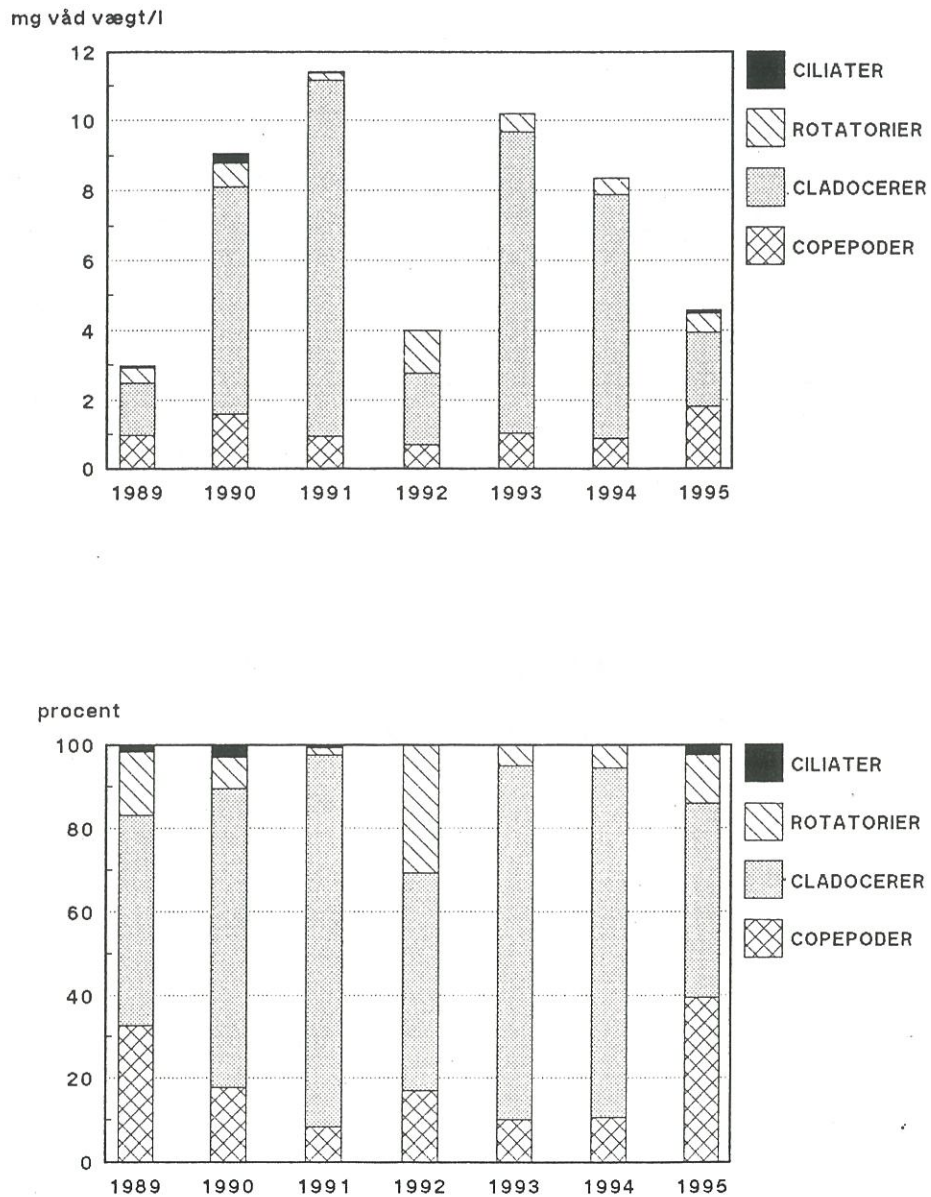 mg våd vægt/l
12
10
8
6
4
2
0
1989 1990 1991 1992 1993 1994 1995
CILIATER
ROTATORIER
CLADOCERER
COPEPODER
procent
100
80
60
40
20
0
1989 1990 1991 1992 1993 1994 1995
CILIATER
ROTATORIER
CLADOCERER
COPEPODER